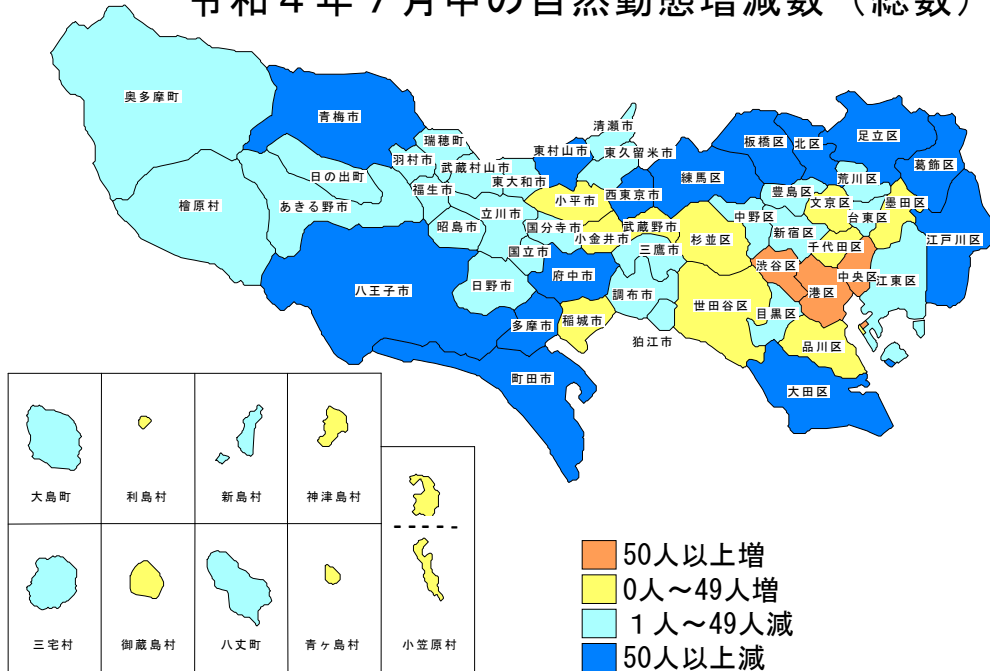 令和４年７月中の自然動態増減数（総数）
奥多摩町
青梅市
瑞穂町
清瀬市
羽村市
武蔵村山市
東村山市
東久留米市
板橋区
北区
足立区
葛飾区
日の出町
福生市
東大和市
西東京市
練馬区
豊島区
荒川区
檜原村
あきる野市
昭島市
立川市
小平市
文京区
墨田区
国分寺市
小金井市
武蔵野市
中野区
新宿区
台東区
杉並区
千代田区
江戸川区
国立市
三鷹市
八王子市
日野市
府中市
渋谷区
中央区
江東区
調布市
港区
多摩市
稲城市
世田谷区
目黒区
狛江市
品川区
町田市
大田区
大島町
利島村
新島村
神津島村
三宅村
御蔵島村
八丈町
青ヶ島村
小笠原村
50人以上増
0人～49人増
１人～49人減
50人以上減